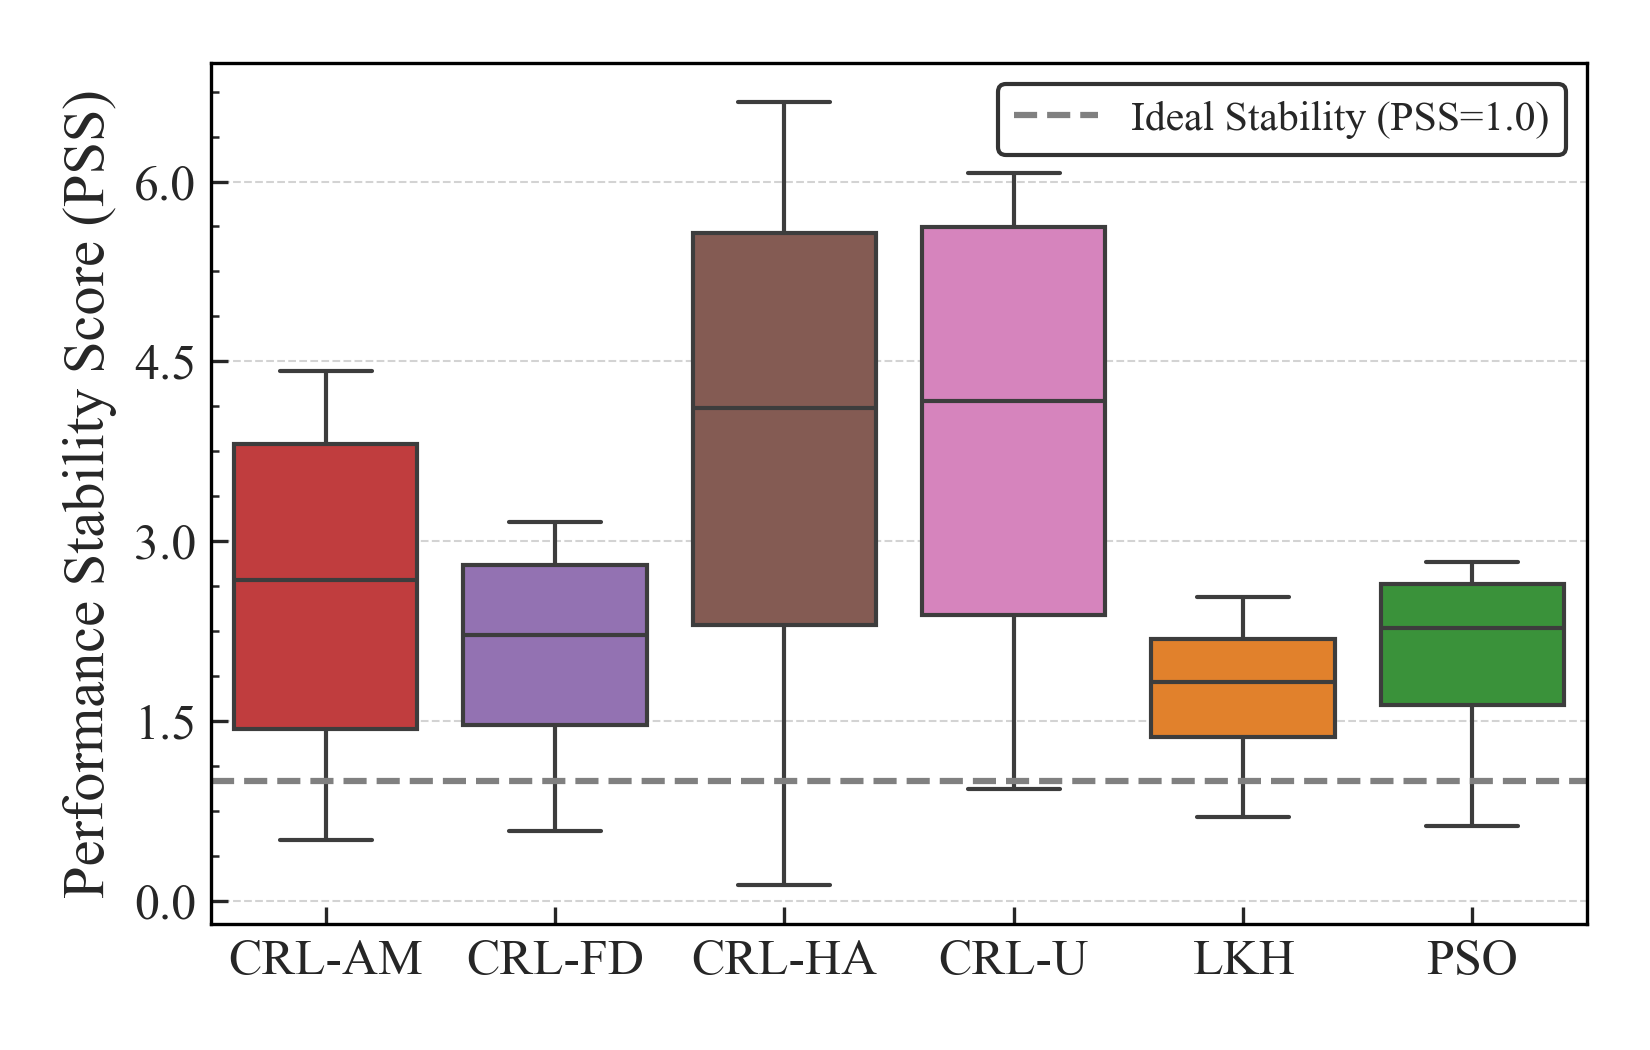 Performance Stability Score (PSS)
Ideal Stability (PSS=1.0)
6.0
4.5
3.0
1.5
0.0
CRL-AM CRL-FD CRL-HA CRL-U LKH PSO